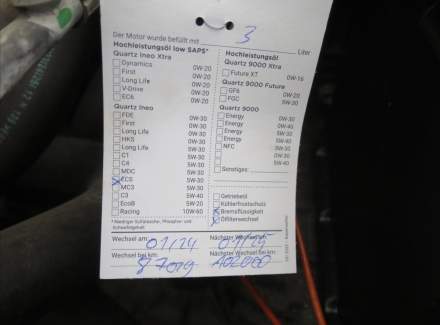 Der Motor wurde befüllt mit 3 Liter
Hochleistungsöl low SAPS*
Quartz Ineo Xtra
Dynamics 0W-20
First 0W-20
Long Life 0W-20
V-Drive 0W-20
EC6 0W-20
Quartz Ineo
FDE 0W-30
First 0W-30
Long Life 0W-30
HKS 5W-30
Long Life 5W-30
C1 5W-30
C4 5W-30
MDC 5W-30
X ECS 5W-30
MC3 5W-30
C3 5W-40
EcoB 5W-20
Racing 10W-60
* Niedriger Sulfatasche, Phosphor- und Schwefelgehalt
Hochleistungsöl
Quartz 9000 Xtra
Future XT 0W-16
Quartz 9000 Future
GF6 0W-20
FGC 5W-30
Quartz 9000
Energy 0W-30
Energy 0W-40
Energy 5W-30
Energy 5W-40
NFC
Sonstiges:
Getriebeöl
Kühlerfrostschutz
X Bremsflüssigkeit
X Ölfilterwechsel
Wechsel am: 01/24 Nächster Wechsel am: 01/25
Wechsel bei km: 87019 Nächster Wechsel bei km: 102000